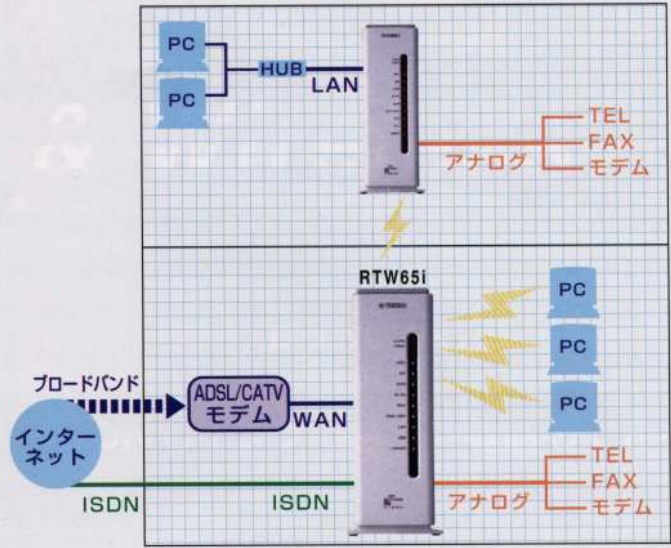 PC
PC
HUB
LAN
TEL
FAX
モデム
アナログ
RTW65i
PC
PC
PC
ブロードバンド
インター
ネット
ADSL/CATV
モデム
WAN
ISDN
ISDN
TEL
FAX
モデム
アナログ